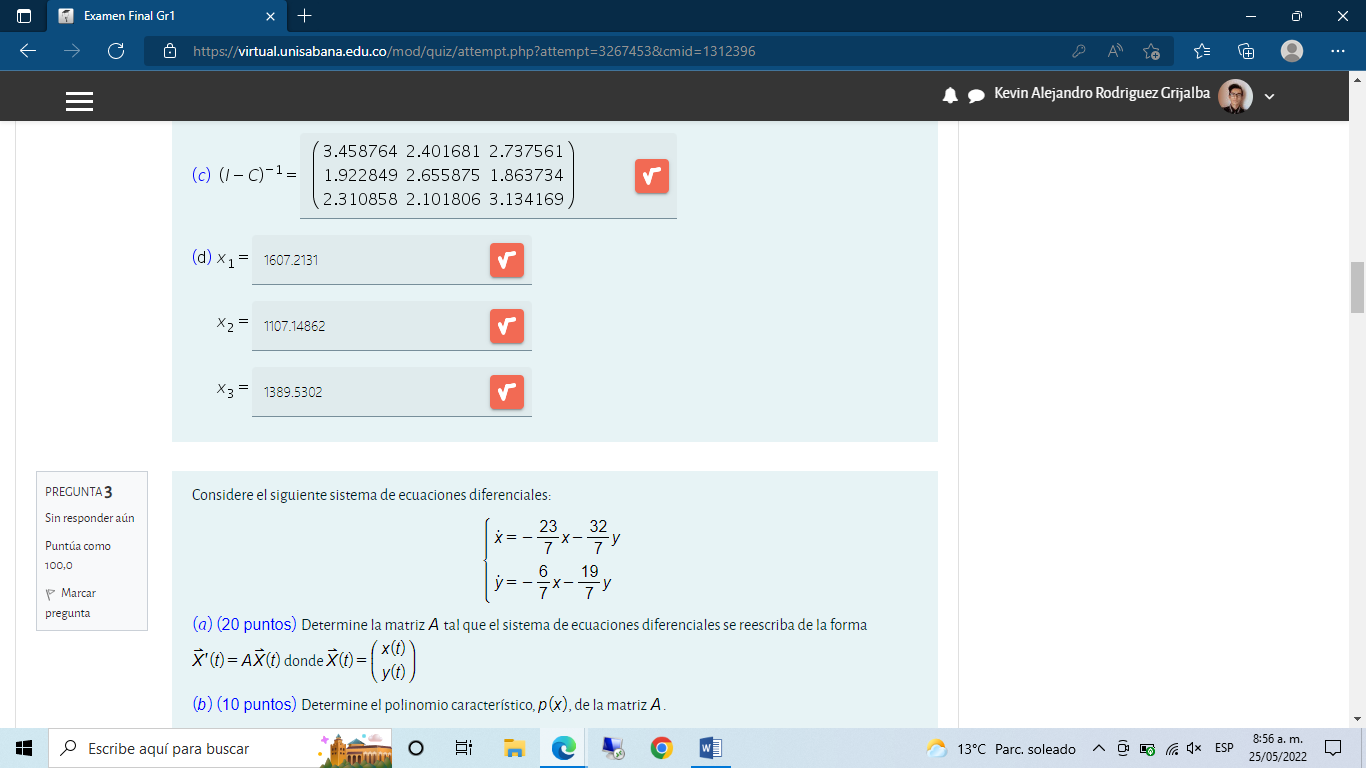 Examen Final Gr1
https://virtual.unisabana.edu.co/mod/quiz/attempt.php?attempt=3267453&cmid=1312396
Kevin Alejandro Rodriguez Grijalba
(c) (I – C)⁻¹ = ( 3.458764 2.401681 2.737561
1.922849 2.655875 1.863734
2.310858 2.101806 3.134169 )
(d) x₁ = 1607.2131
x₂ = 1107.14862
x₃ = 1389.5302
PREGUNTA 3
Sin responder aún
Puntúa como
100,0
Marcar
pregunta
Considere el siguiente sistema de ecuaciones diferenciales:
ẋ = – 23/7 x – 32/7 y
ẏ = – 6/7 x – 19/7 y
(a) (20 puntos) Determine la matriz A tal que el sistema de ecuaciones diferenciales se reescriba de la forma
X⃗'(t) = AX⃗(t) donde X⃗(t) = ( x(t)
y(t) )
(b) (10 puntos) Determine el polinomio característico, p(x), de la matriz A.
Escribe aquí para buscar
13°C Parc. soleado
ESP
8:56 a. m.
25/05/2022